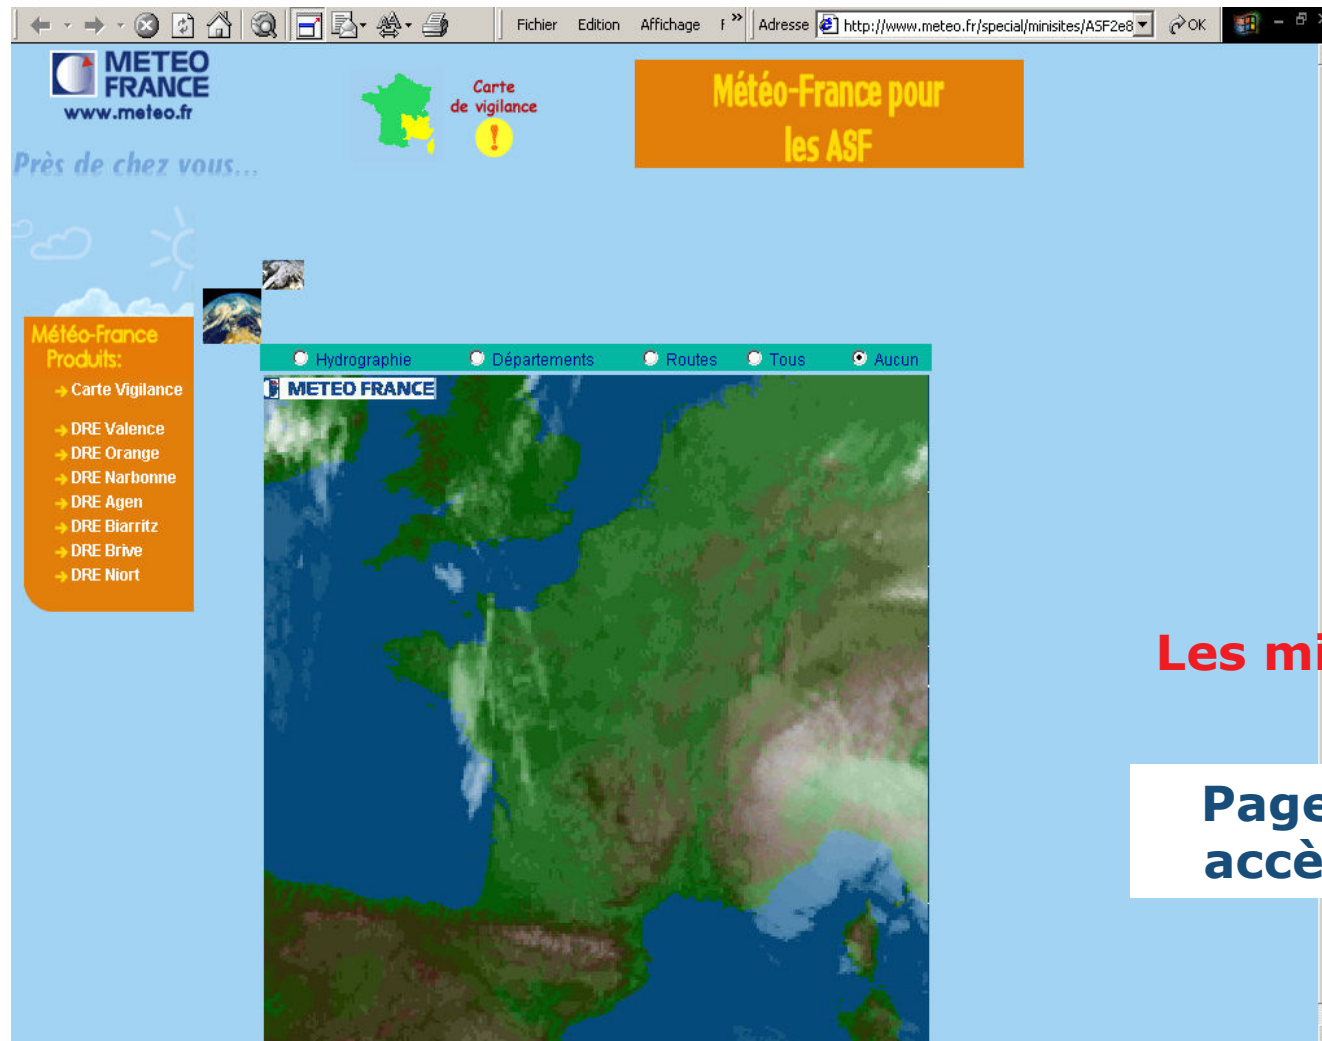 Fichier Edition Affichage F » Adresse http://www.meteo.fr/special/minisites/ASF2e8 OK
METEO
FRANCE
www.meteo.fr
Près de chez vous...
Carte
de vigilance
!
Météo-France pour
les ASF
Météo-France
Produits:
Carte Vigilance
DRE Valence
DRE Orange
DRE Narbonne
DRE Agen
DRE Biarritz
DRE Brive
DRE Niort
Hydrographie Départements Routes Tous Aucun
METEO FRANCE
Les mi
Page
accè